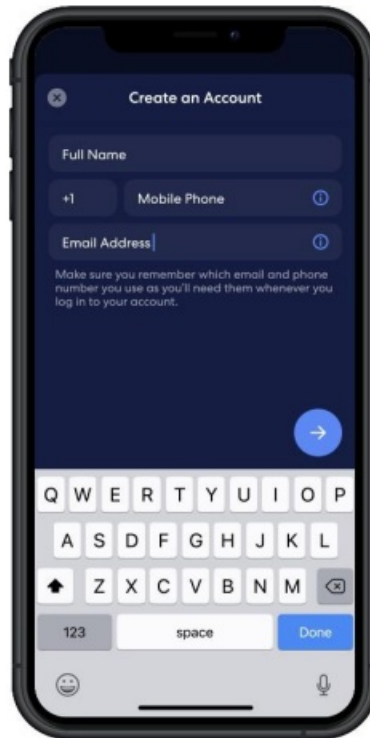 Create an Account
Full Name
+1 Mobile Phone
Email Address
Make sure you remember which email and phone
number you use as you'll need them whenever you
log in to your account.
Q W E R T Y U I O P
A S D F G H J K L
Z X C V B N M
123 space Done